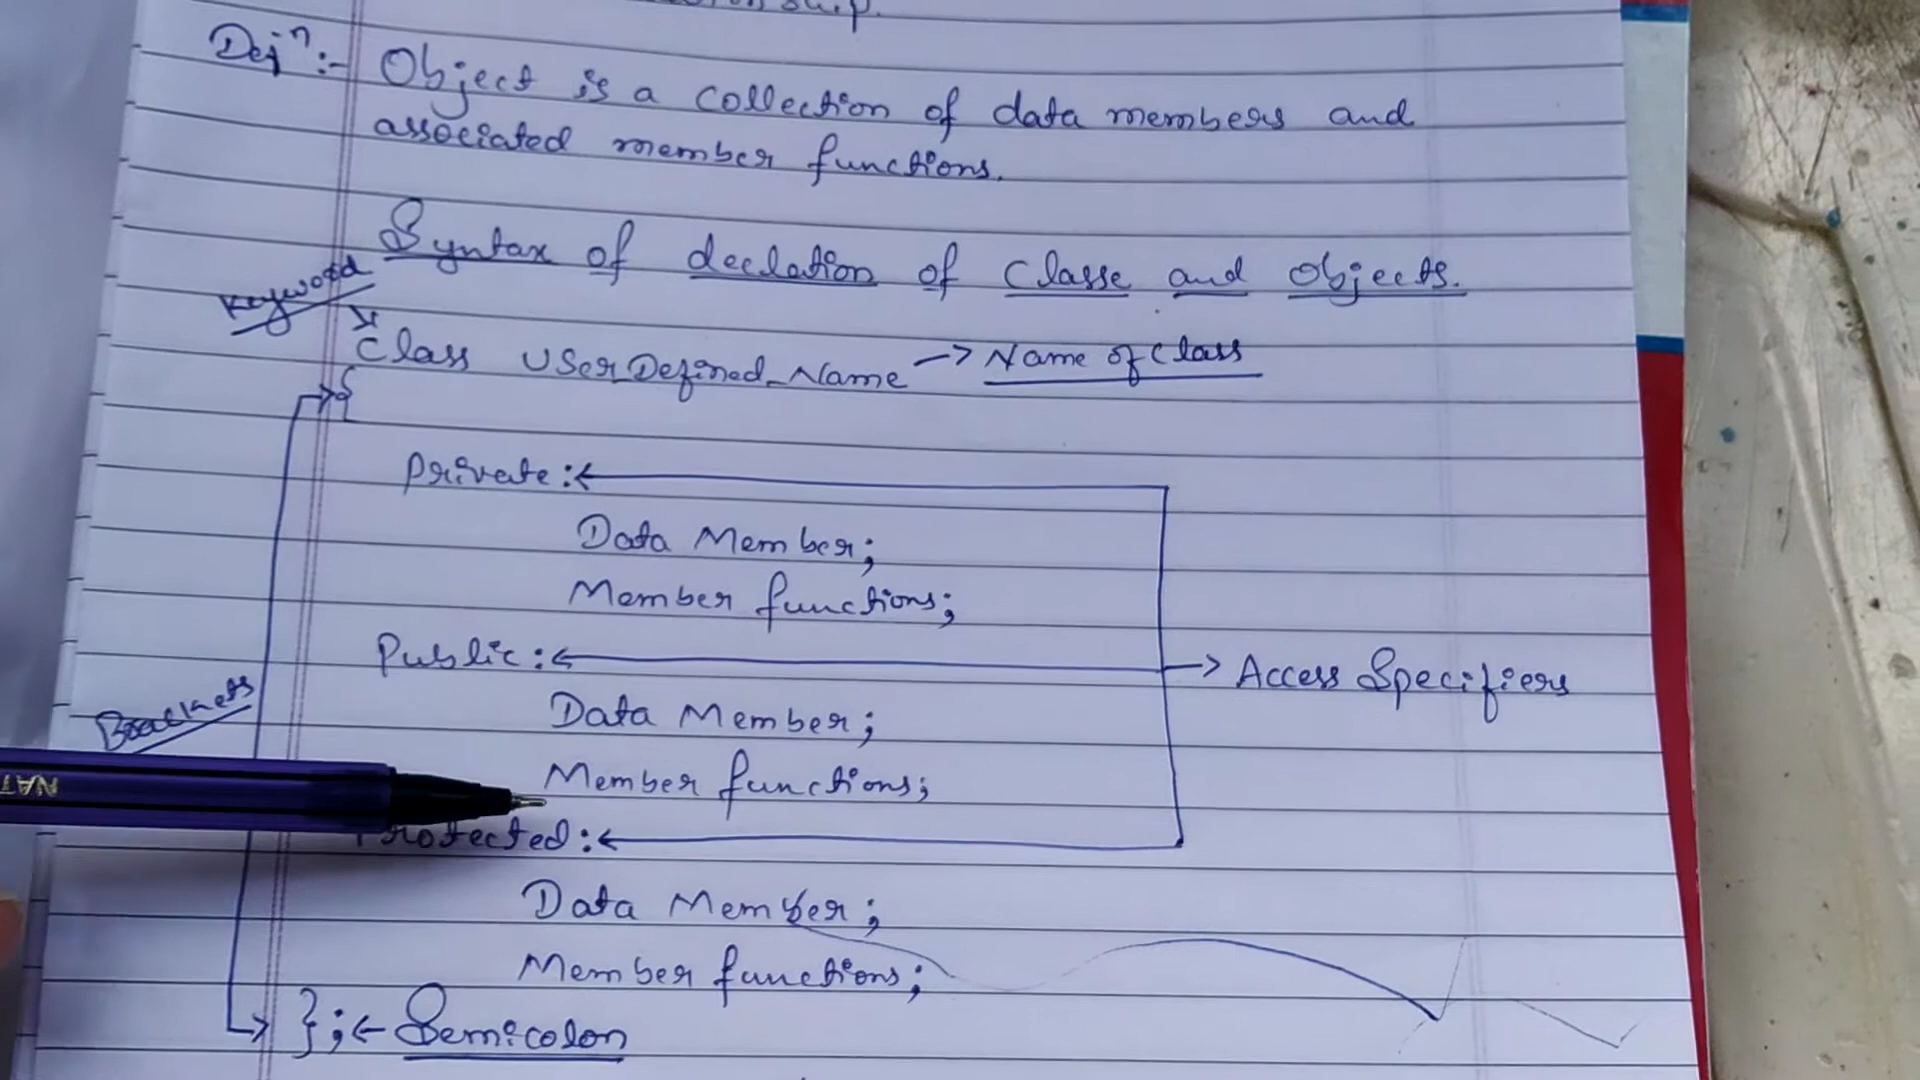 Defⁿ :- Object is a collection of data members and
associated member functions.
Syntax of declation of Classe and Objects.
Keyword
Class UserDefined_Name -> Name of Class
{
Private :
Data Member;
Member functions;
Public :
-> Access Specifiers
Brackets
Data Member;
Member functions;
Protected :
Data Member;
Member functions;
}; <- Semicolon
NAT